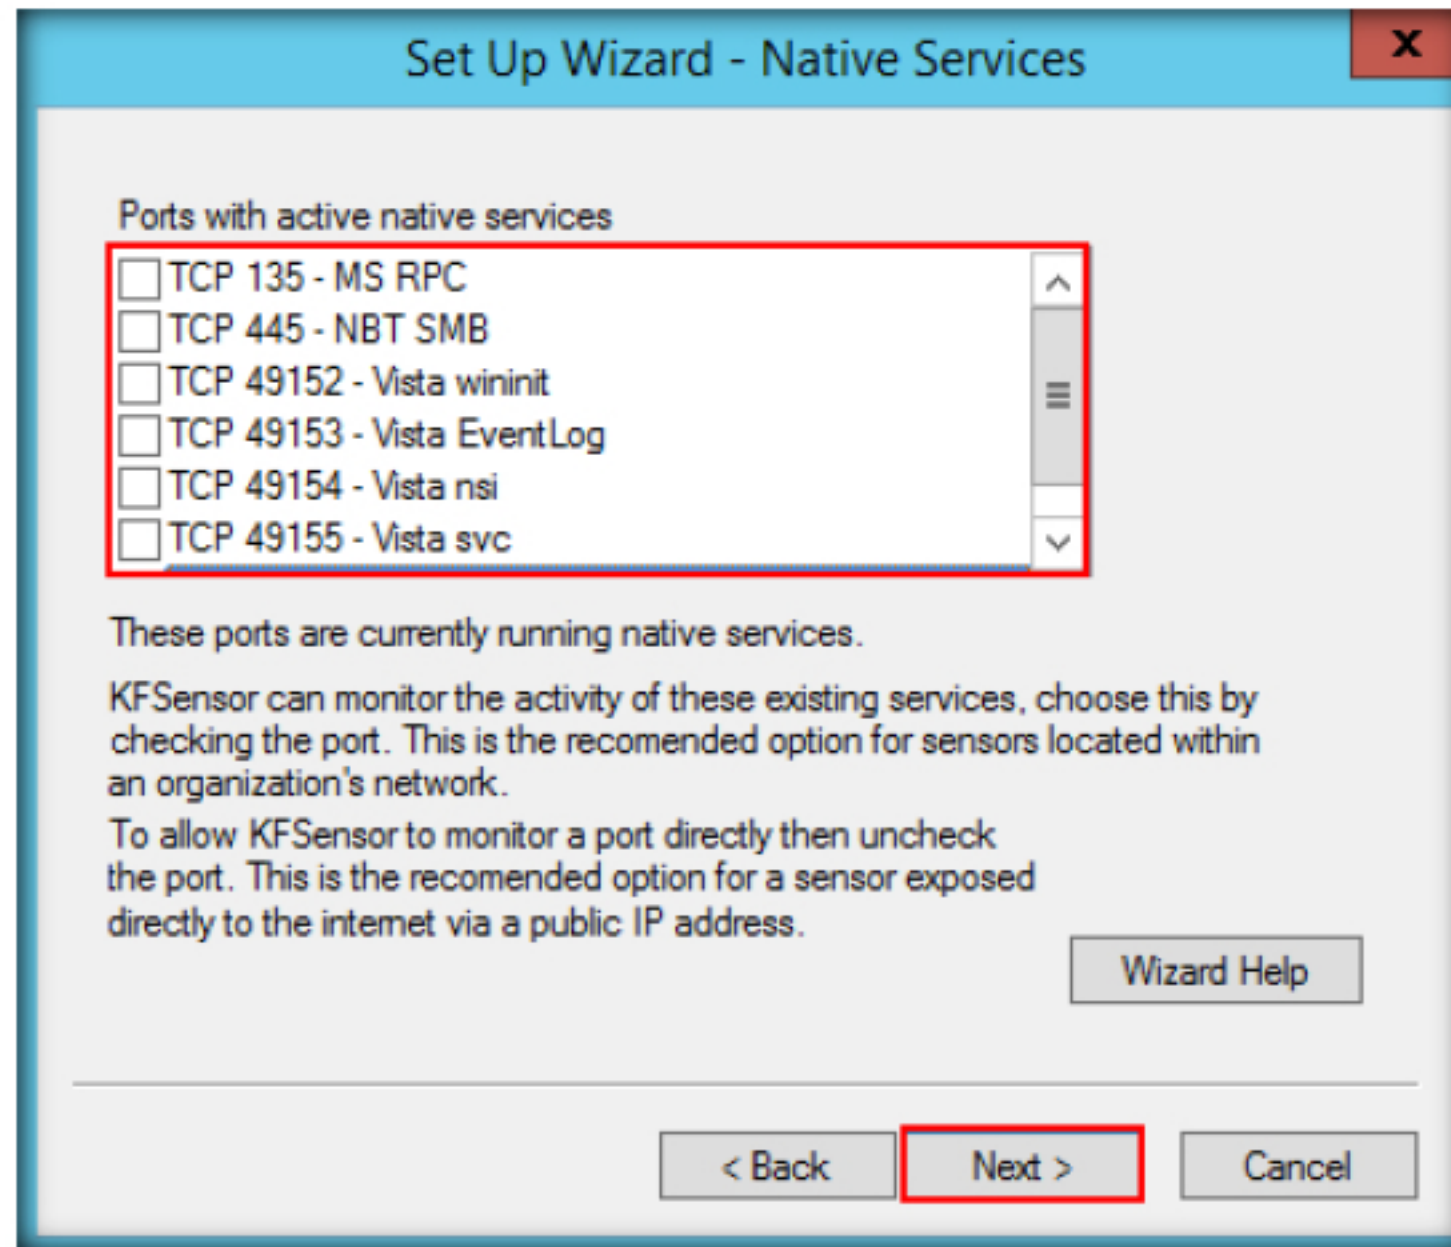 Set Up Wizard - Native Services
x
Ports with active native services
TCP 135 - MS RPC
TCP 445 - NBT SMB
TCP 49152 - Vista wininit
TCP 49153 - Vista EventLog
TCP 49154 - Vista nsi
TCP 49155 - Vista svc
These ports are currently running native services.
KFSensor can monitor the activity of these existing services, choose this by
checking the port. This is the recomended option for sensors located within
an organization's network.
To allow KFSensor to monitor a port directly then uncheck
the port. This is the recomended option for a sensor exposed
directly to the internet via a public IP address.
Wizard Help
< Back
Next >
Cancel